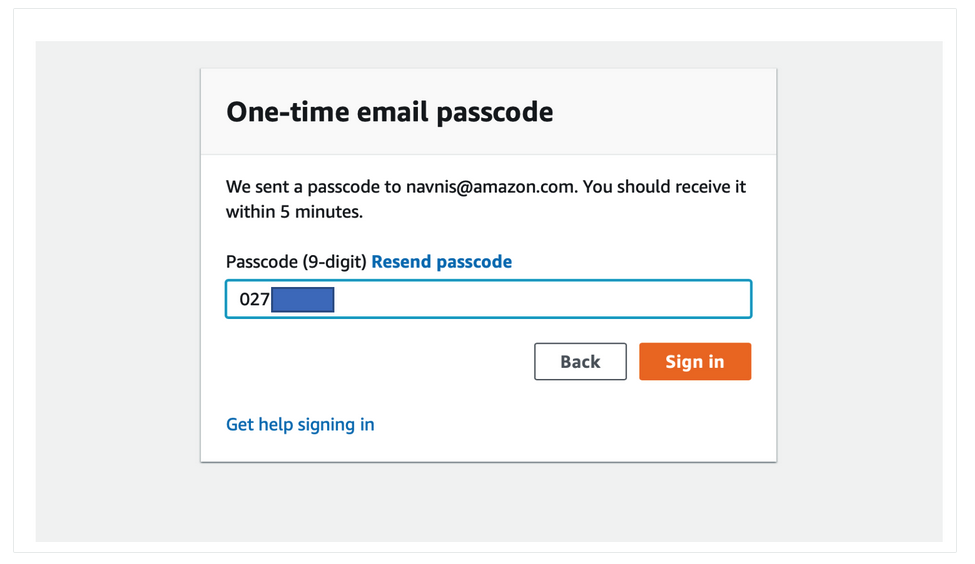 One-time email passcode
We sent a passcode to navnis@amazon.com. You should receive it
within 5 minutes.
Passcode (9-digit) Resend passcode
027
Back Sign in
Get help signing in